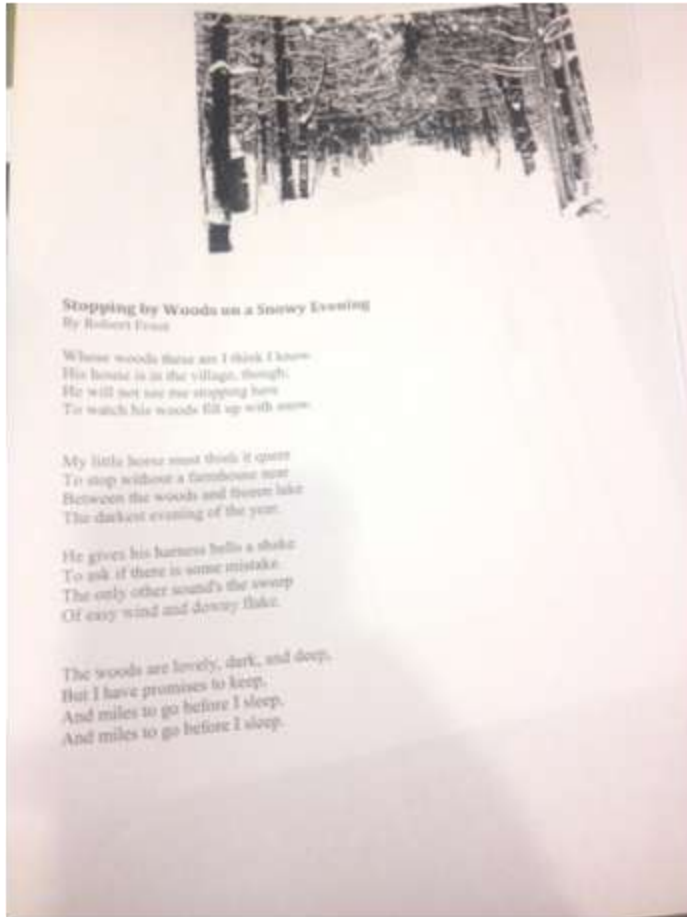 Stopping by Woods on a Snowy Evening
By Robert Frost
Whose woods these are I think I know
His house is in the village, though;
He will not see me stopping here
To watch his woods fill up with snow.
My little horse must think it queer
To stop without a farmhouse near
Between the woods and frozen lake
The darkest evening of the year.
He gives his harness bells a shake
To ask if there is some mistake.
The only other sound's the sweep
Of easy wind and downy flake.
The woods are lovely, dark, and deep,
But I have promises to keep,
And miles to go before I sleep,
And miles to go before I sleep.